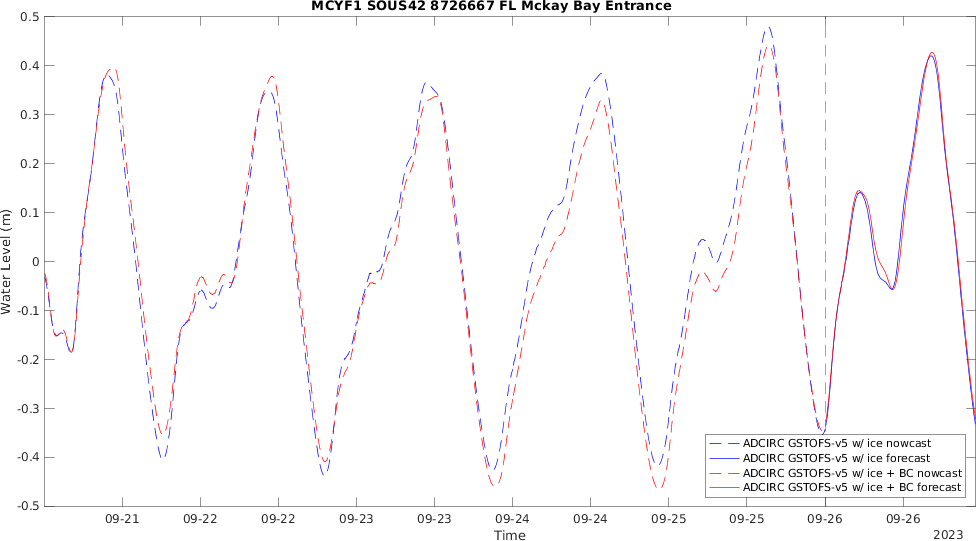 MCYF1 SOUS42 8726667 FL Mckay Bay Entrance
0.5
0.4
0.3
0.2
0.1
0
-0.1
-0.2
-0.3
-0.4
-0.5
Water Level (m)
ADCIRC GSTOFS-v5 w/ ice nowcast
ADCIRC GSTOFS-v5 w/ ice forecast
ADCIRC GSTOFS-v5 w/ ice + BC nowcast
ADCIRC GSTOFS-v5 w/ ice + BC forecast
09-21 09-22 09-22 09-23 09-23 09-24 09-24 09-25 09-25 09-26 09-26
Time
2023